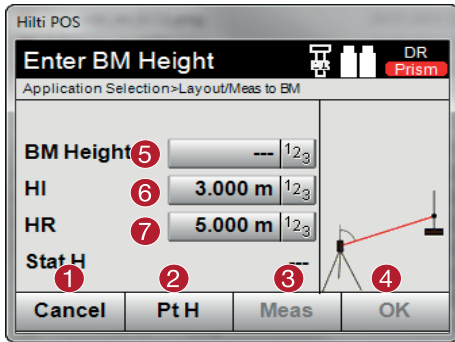 Hilti POS
Enter BM Height
DR
Prism
Application Selection>Layout/Meas to BM
BM Height 5 --- 123
HI 6 3.000 m 123
HR 7 5.000 m 123
Stat H ---
1 2 3 4
Cancel Pt H Meas OK